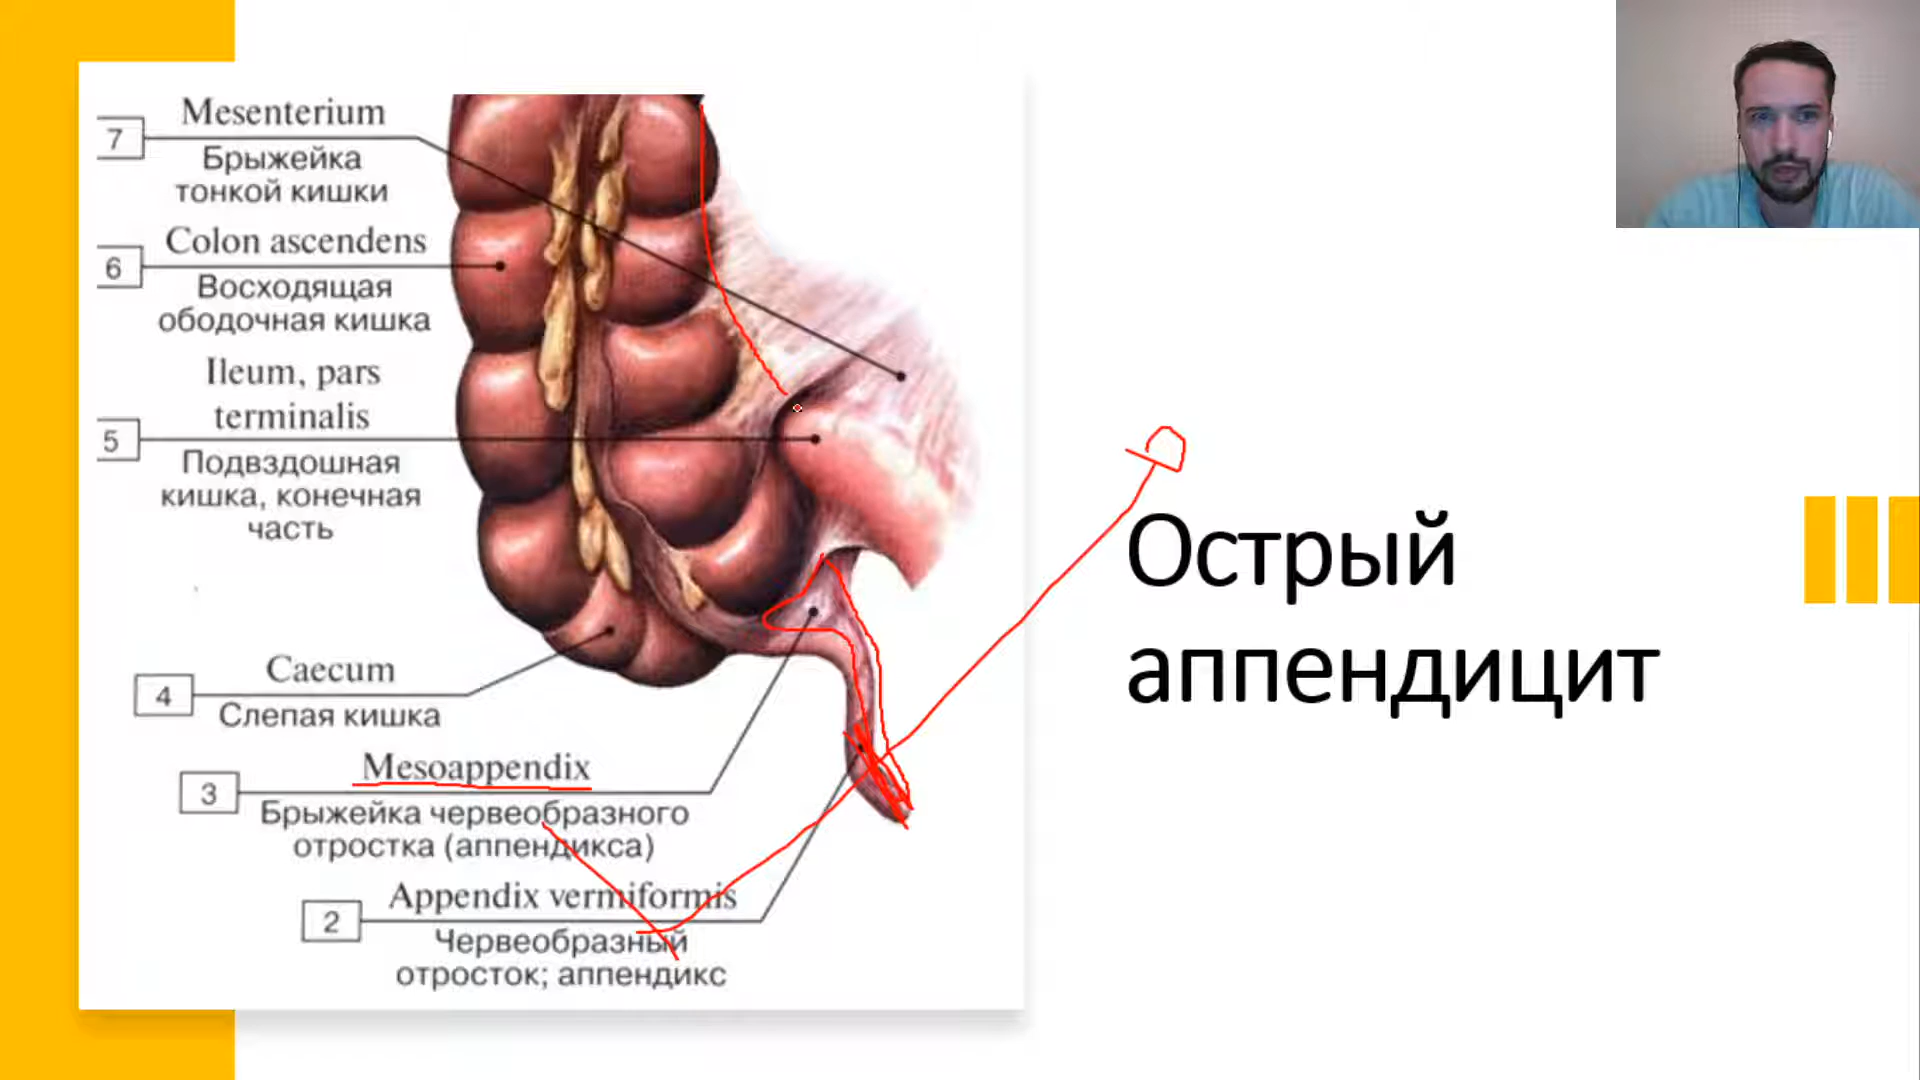 7
Mesenterium
Брыжейка
тонкой кишки
6
Colon ascendens
Восходящая
ободочная кишка
5
Ileum, pars
terminalis
Подвздошная
кишка, конечная
часть
4
Caecum
Слепая кишка
3
Mesoappendix
Брыжейка червеобразного
отростка (аппендикса)
2
Appendix vermiformis
Червеобразный
отросток; аппендикс
Острый
аппендицит